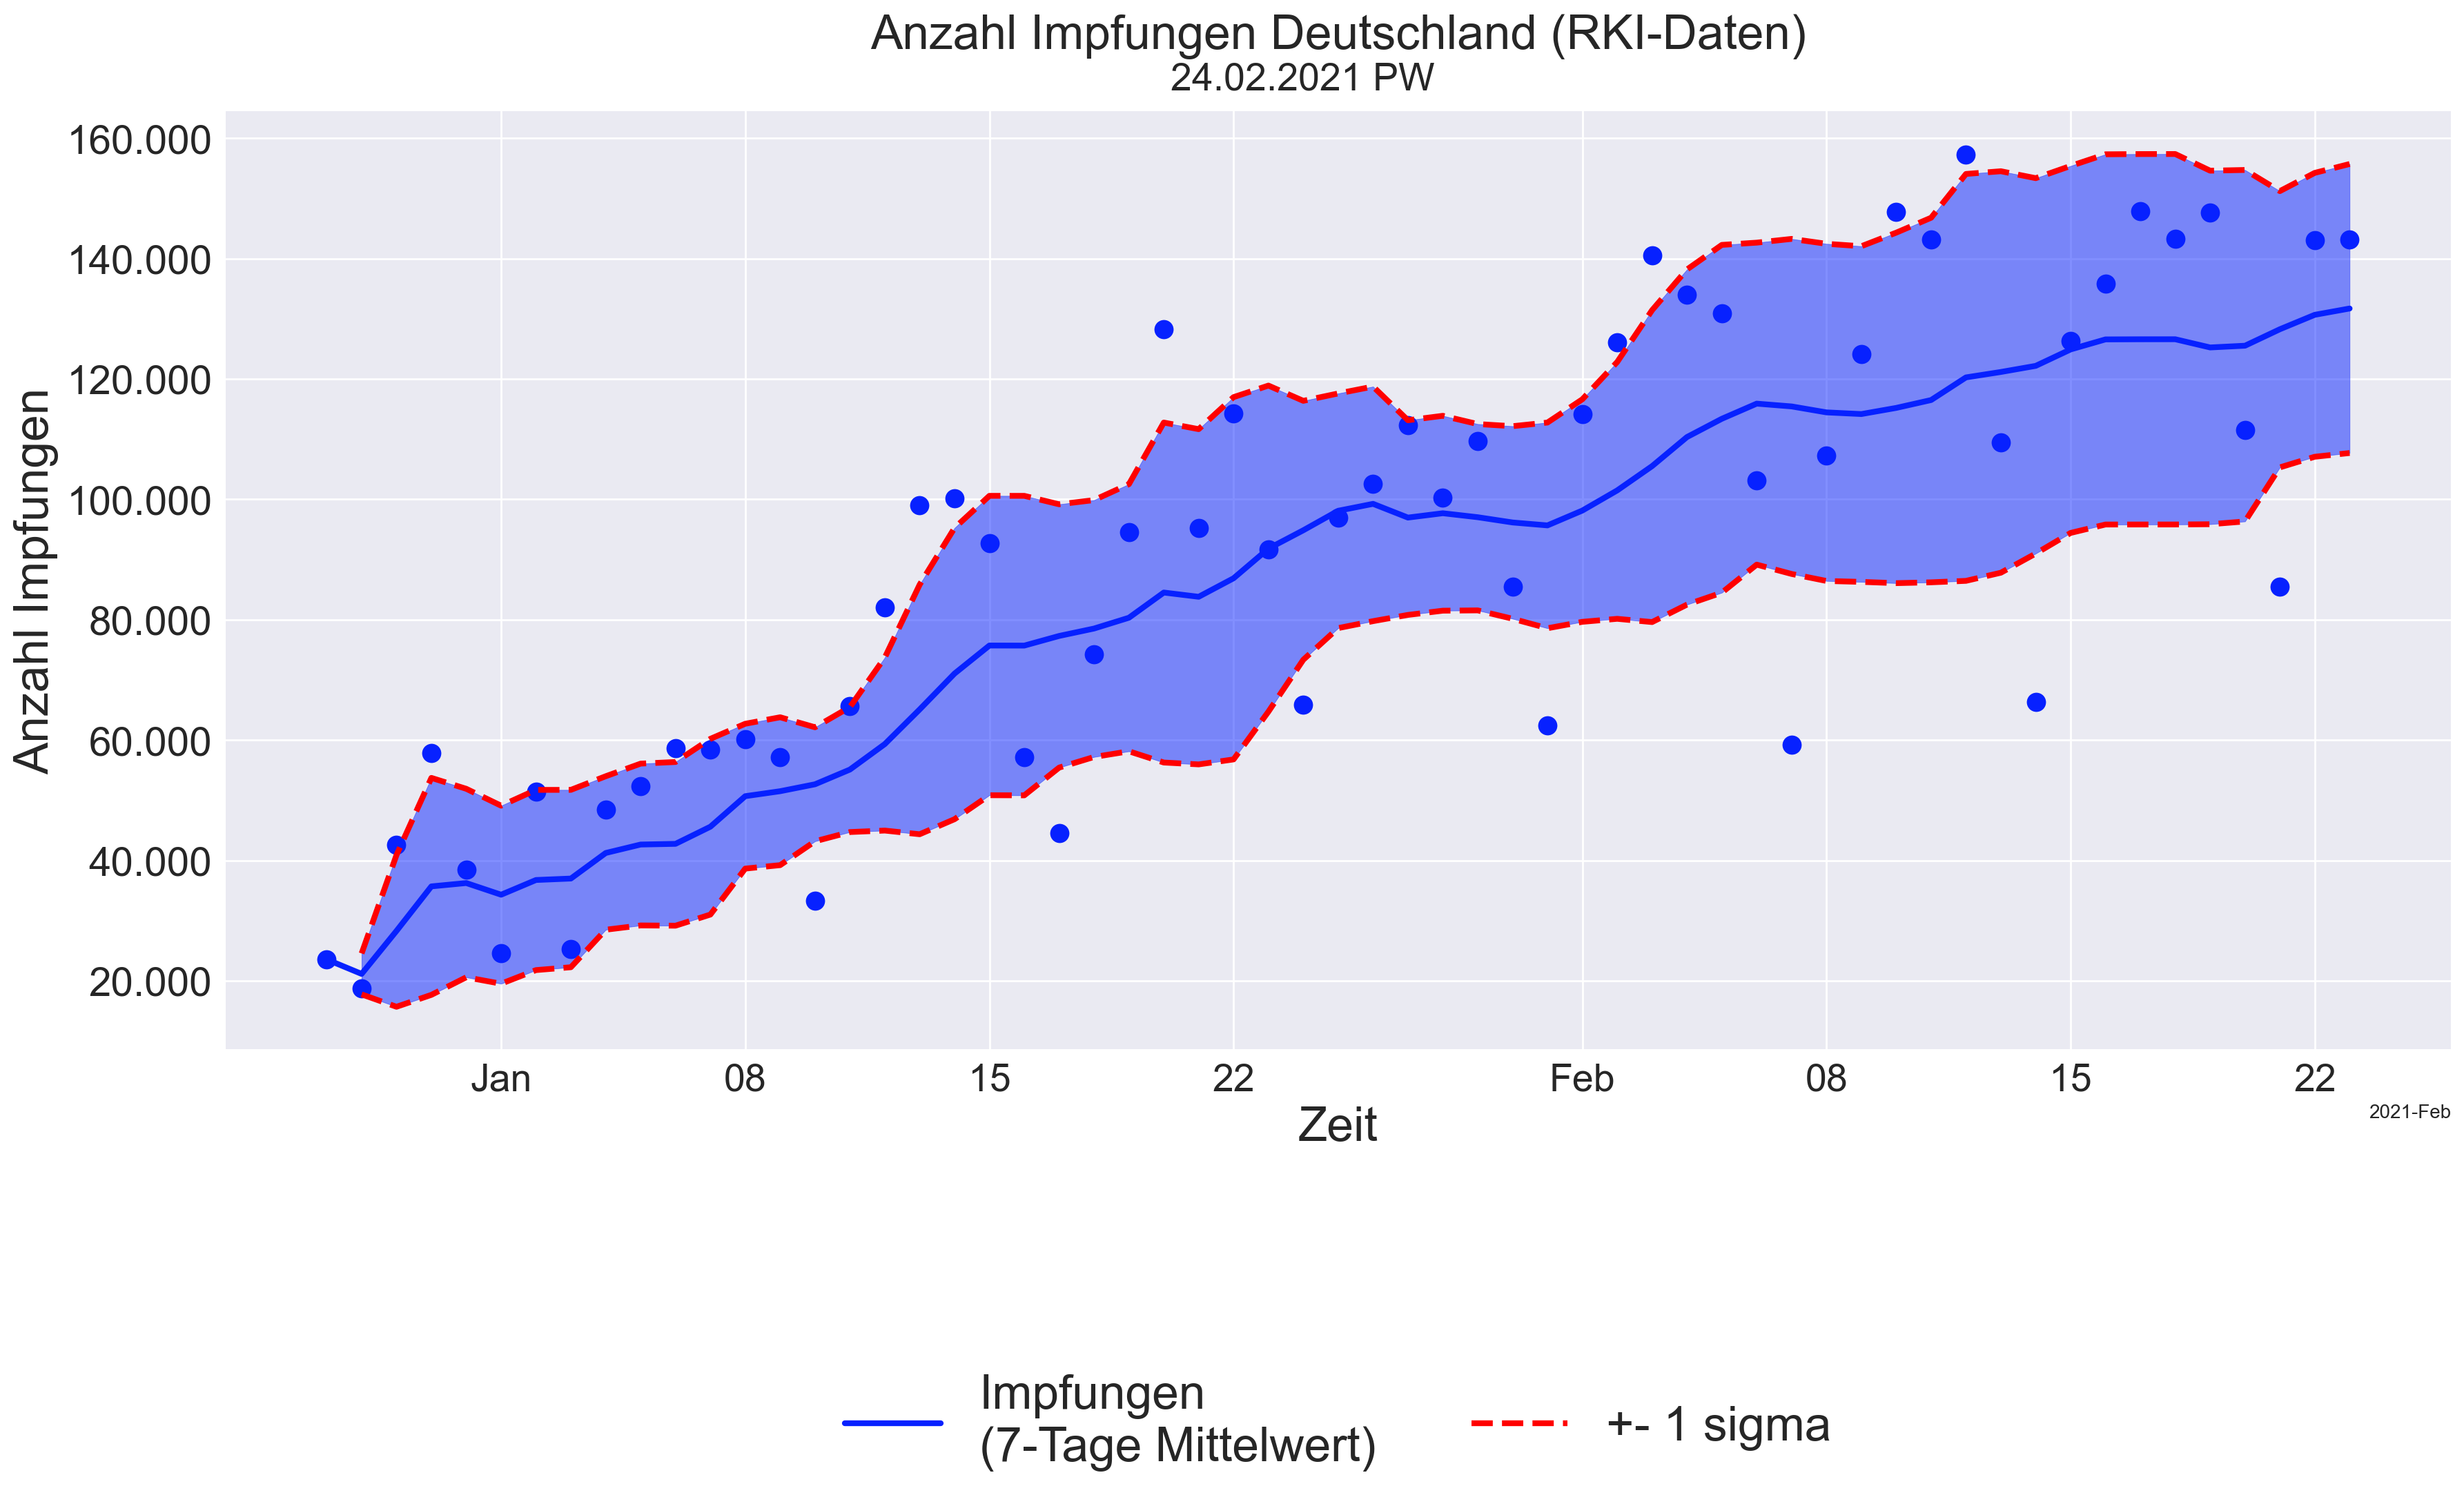 Anzahl Impfungen Deutschland (RKI-Daten)
24.02.2021 PW
Anzahl Impfungen
160.000
140.000
120.000
100.000
80.000
60.000
40.000
20.000
Jan 08 15 22 Feb 08 15 22
2021-Feb
Zeit
Impfungen
(7-Tage Mittelwert)
+- 1 sigma